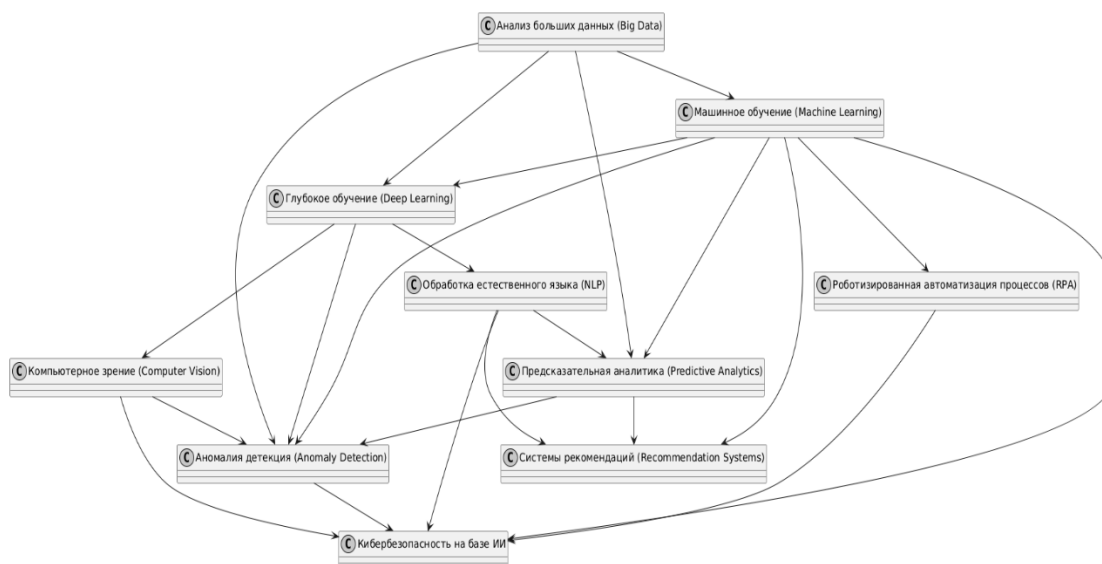 C Анализ больших данных (Big Data)
C Машинное обучение (Machine Learning)
C Глубокое обучение (Deep Learning)
C Обработка естественного языка (NLP)
C Роботизированная автоматизация процессов (RPA)
C Компьютерное зрение (Computer Vision)
C Предсказательная аналитика (Predictive Analytics)
C Аномалия детекция (Anomaly Detection)
C Системы рекомендаций (Recommendation Systems)
C Кибербезопасность на базе ИИ